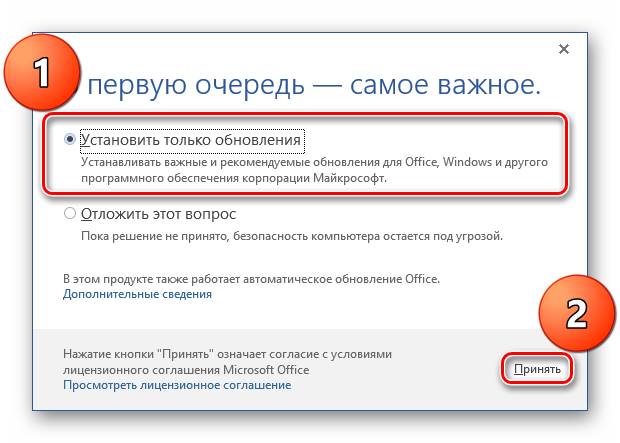 1
первую очередь — самое важное.
Установить только обновления
Устанавливать важные и рекомендуемые обновления для Office, Windows и другого
программного обеспечения корпорации Майкрософт.
Отложить этот вопрос
Пока решение не принято, безопасность компьютера остается под угрозой.
В этом продукте также работает автоматическое обновление Office.
Дополнительные сведения
2
Нажатие кнопки "Принять" означает согласие с условиями
лицензионного соглашения Microsoft Office
Принять
Просмотреть лицензионное соглашение